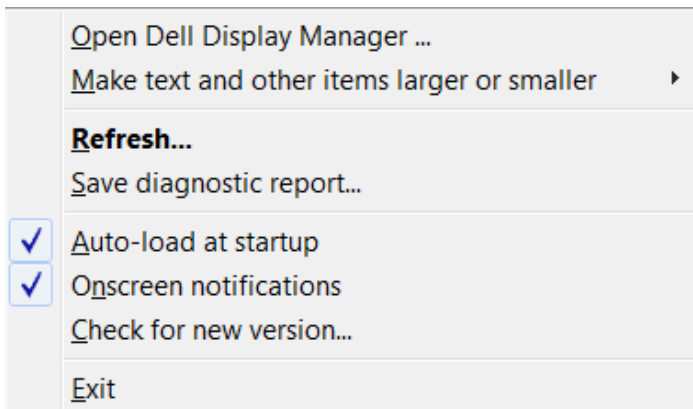 Open Dell Display Manager ...
Make text and other items larger or smaller
Refresh...
Save diagnostic report...
Auto-load at startup
Onscreen notifications
Check for new version...
Exit